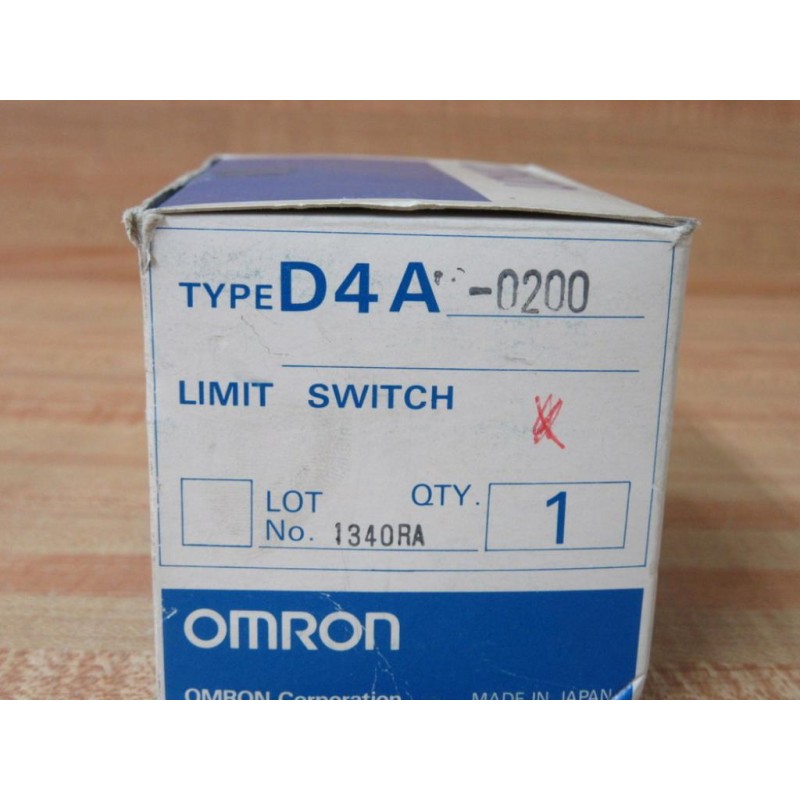 TYPE D4A -0200
LIMIT SWITCH
LOT No. 1340RA
QTY. 1
OMRON
OMRON Corporation
MADE IN JAPAN